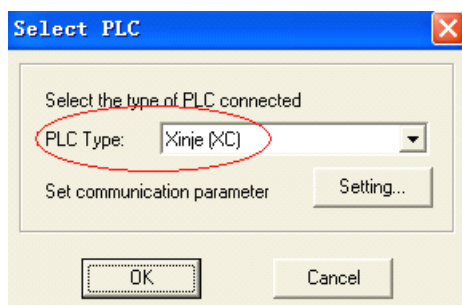 Select PLC
Select the type of PLC connected
PLC Type: Xinje (XC)
Set communication parameter Setting...
OK Cancel